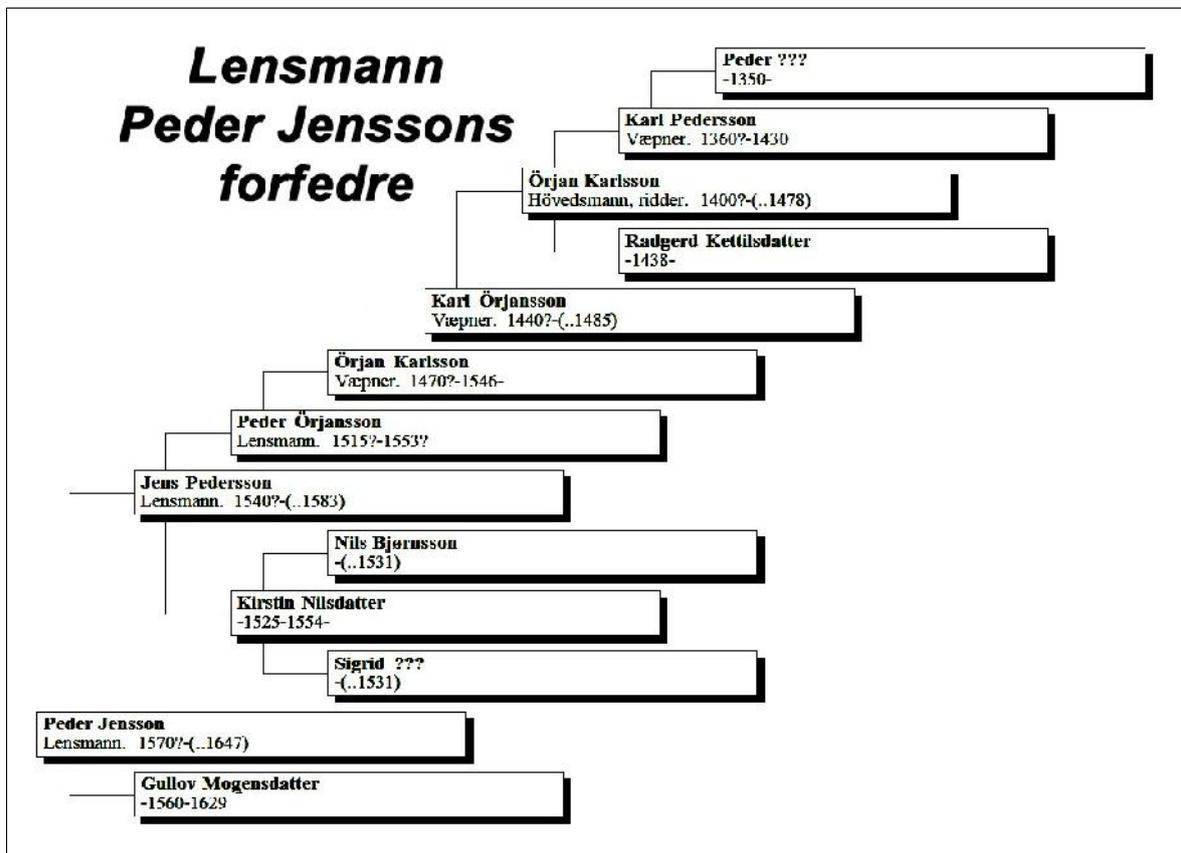 Lensmann
Peder Jenssons
forfedre
Peder ???
-1350-
Karl Pedersson
Væpner. 1360?-1430
Örjan Karlsson
Hövedsmann, ridder. 1400?-(..1478)
Radgerd Kettilsdatter
-1438-
Karl Örjansson
Væpner. 1440?-(..1485)
Örjan Karlsson
Væpner. 1470?-1546-
Peder Örjansson
Lensmann. 1515?-1553?
Jens Pedersson
Lensmann. 1540?-(..1583)
Nils Bjørnsson
-(..1531)
Kirstin Nilsdatter
-1525-1554-
Sigrid ???
-(..1531)
Peder Jensson
Lensmann. 1570?-(..1647)
Gullov Mogensdatter
-1560-1629